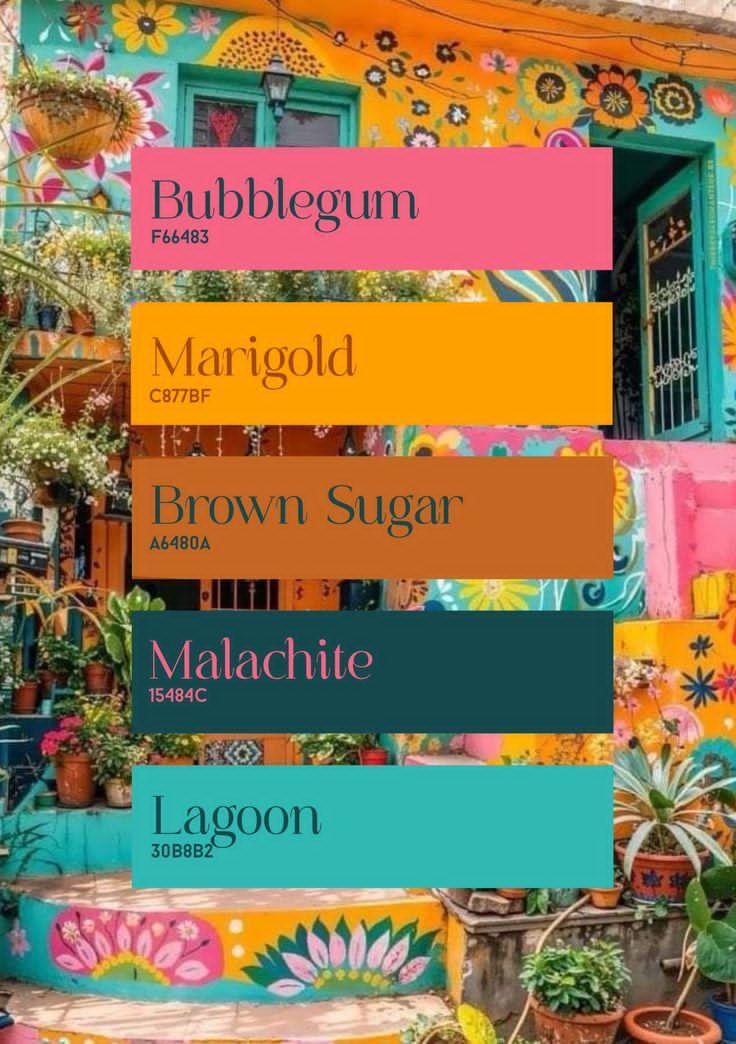 Bubblegum
F66483
Marigold
C877BF
Brown Sugar
A6480A
Malachite
15484C
Lagoon
30B8B2